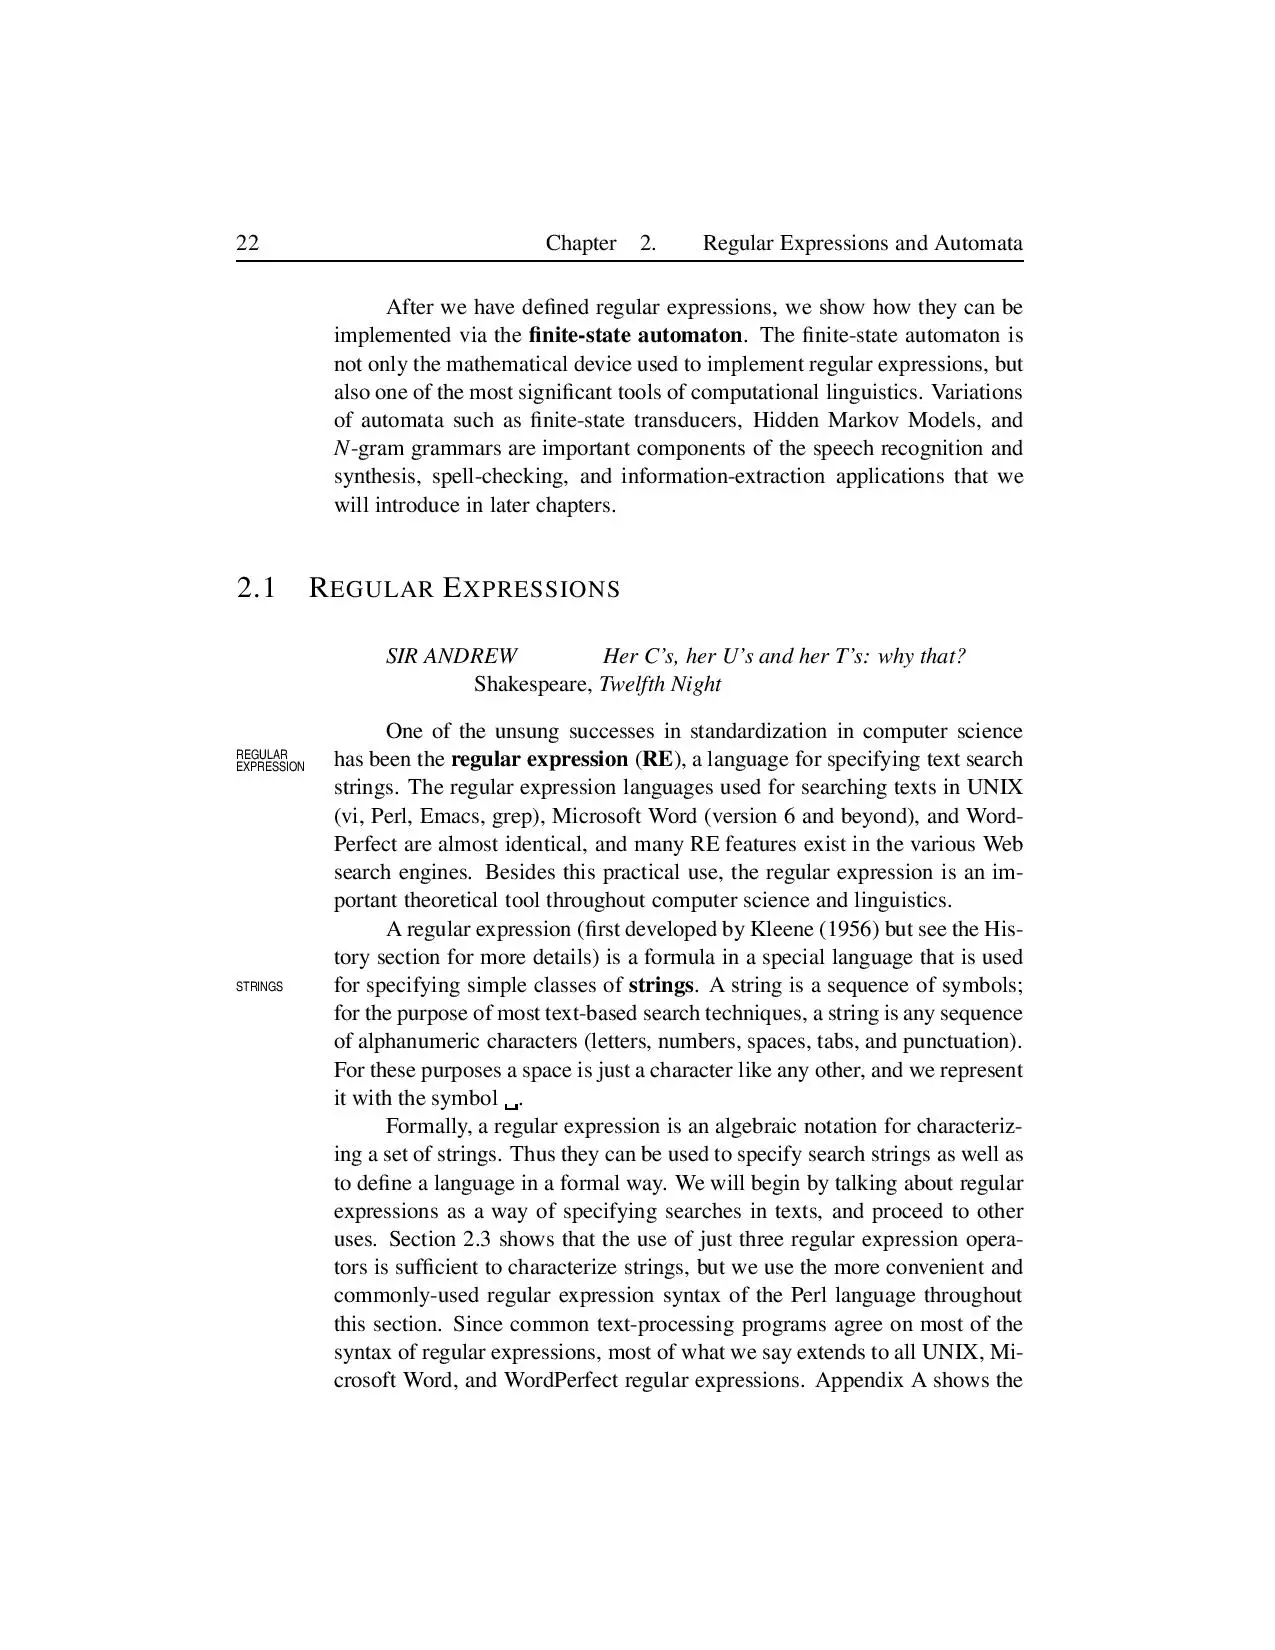 22 Chapter 2. Regular Expressions and Automata
After we have defined regular expressions, we show how they can be
implemented via the finite-state automaton. The finite-state automaton is
not only the mathematical device used to implement regular expressions, but
also one of the most significant tools of computational linguistics. Variations
of automata such as finite-state transducers, Hidden Markov Models, and
N-gram grammars are important components of the speech recognition and
synthesis, spell-checking, and information-extraction applications that we
will introduce in later chapters.
2.1 REGULAR EXPRESSIONS
SIR ANDREW Her C's, her U's and her T's: why that?
Shakespeare, Twelfth Night
One of the unsung successes in standardization in computer science
REGULAR
EXPRESSION
has been the regular expression (RE), a language for specifying text search
strings. The regular expression languages used for searching texts in UNIX
(vi, Perl, Emacs, grep), Microsoft Word (version 6 and beyond), and Word-
Perfect are almost identical, and many RE features exist in the various Web
search engines. Besides this practical use, the regular expression is an im-
portant theoretical tool throughout computer science and linguistics.
A regular expression (first developed by Kleene (1956) but see the His-
tory section for more details) is a formula in a special language that is used
STRINGS
for specifying simple classes of strings. A string is a sequence of symbols;
for the purpose of most text-based search techniques, a string is any sequence
of alphanumeric characters (letters, numbers, spaces, tabs, and punctuation).
For these purposes a space is just a character like any other, and we represent
it with the symbol ␣.
Formally, a regular expression is an algebraic notation for characteriz-
ing a set of strings. Thus they can be used to specify search strings as well as
to define a language in a formal way. We will begin by talking about regular
expressions as a way of specifying searches in texts, and proceed to other
uses. Section 2.3 shows that the use of just three regular expression opera-
tors is sufficient to characterize strings, but we use the more convenient and
commonly-used regular expression syntax of the Perl language throughout
this section. Since common text-processing programs agree on most of the
syntax of regular expressions, most of what we say extends to all UNIX, Mi-
crosoft Word, and WordPerfect regular expressions. Appendix A shows the